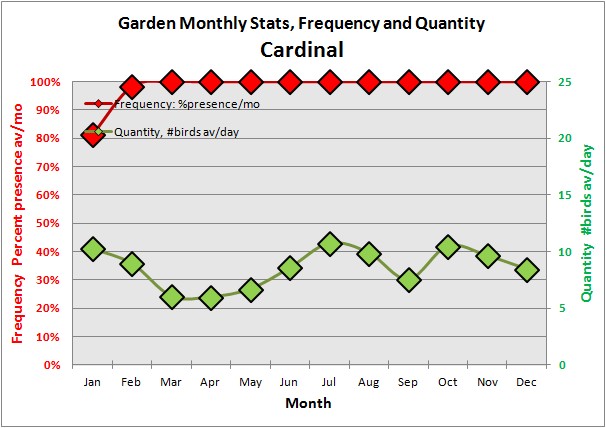 Garden Monthly Stats, Frequency and Quantity
Cardinal
Frequency Percent presence av/mo
100%
90%
80%
70%
60%
50%
40%
30%
20%
10%
0%
Frequency: %presence/mo
Quantity, #birds av/day
25
20
15
10
5
0
Quantity #birds av/day
Jan Feb Mar Apr May Jun Jul Aug Sep Oct Nov Dec
Month